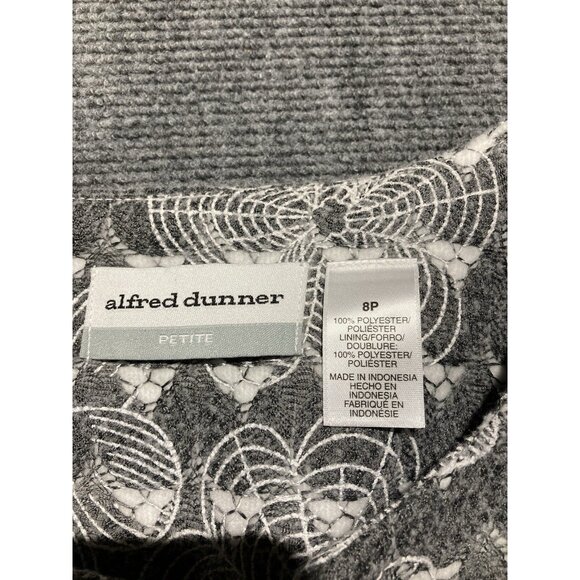 alfred dunner
PETITE
8P
100% POLYESTER/
POLIÉSTER
LINING/FORRO/
DOUBLURE:
100% POLYESTER/
POLIÉSTER
MADE IN INDONESIA
HECHO EN
INDONESIA
FABRIQUÉ EN
INDONÉSIE